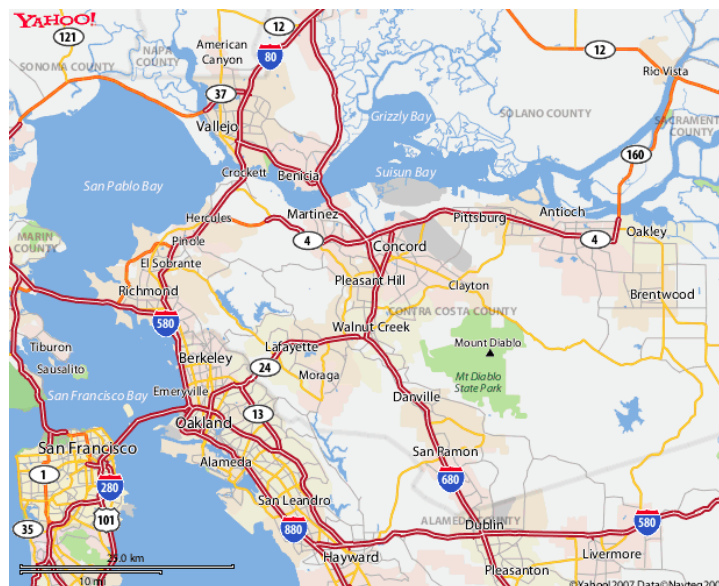 YAHOO!
12
121
NAPA
COUNTY
American
Canyon
80
12
SONOMA COUNTY
Rio Vista
37
Grizzly Bay
SOLANO COUNTY
SACRAMENTO
COUNTY
Vallejo
160
San Pablo Bay
Crockett
Benicia
Suisun Bay
Hercules
Martinez
Pittsburg
Antioch
MARIN
COUNTY
Pinole
4
Concord
4
Oakley
El Sobrante
Richmond
Pleasant Hill
Clayton
Brentwood
580
CONTRA COSTA COUNTY
Walnut Creek
Tiburon
Berkeley
Lafayette
Mount Diablo
Sausalito
24
Moraga
Mt Diablo
State Park
San Francisco Bay
Emeryville
Danville
13
Oakland
San Francisco
Alameda
San Ramon
1
280
680
San Leandro
101
35
880
ALAMEDA COUNTY
Dublin
580
25.0 km
Hayward
Livermore
10 mi
Pleasanton
©Yahoo!2007 Data©Navteq200